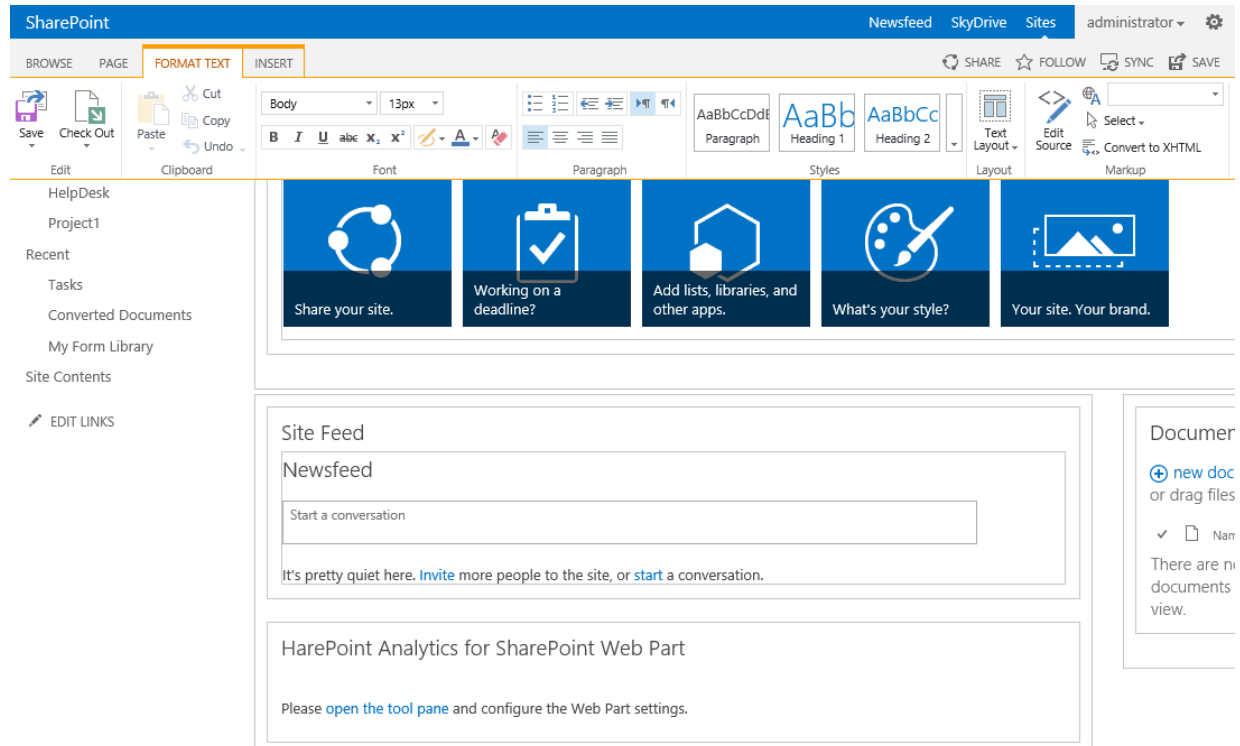 SharePoint Newsfeed SkyDrive Sites administrator
BROWSE PAGE FORMAT TEXT INSERT SHARE FOLLOW SYNC SAVE
Save
Check Out
Edit
Paste
Cut
Copy
Undo
Clipboard
Body 13px
B I U abc X₂ X² A
Font
Paragraph
AaBbCcDdE
Paragraph
AaBb
Heading 1
AaBbCc
Heading 2
Styles
Text
Layout
Layout
Edit
Source
Select
Convert to XHTML
Markup
HelpDesk
Project1
Recent
Tasks
Converted Documents
My Form Library
Site Contents
EDIT LINKS
Share your site.
Working on a
deadline?
Add lists, libraries, and
other apps.
What's your style?
Your site. Your brand.
Site Feed
Newsfeed
Start a conversation
It's pretty quiet here. Invite more people to the site, or start a conversation.
HarePoint Analytics for SharePoint Web Part
Please open the tool pane and configure the Web Part settings.
Documen
new doc
or drag files
Nam
There are no
documents
view.